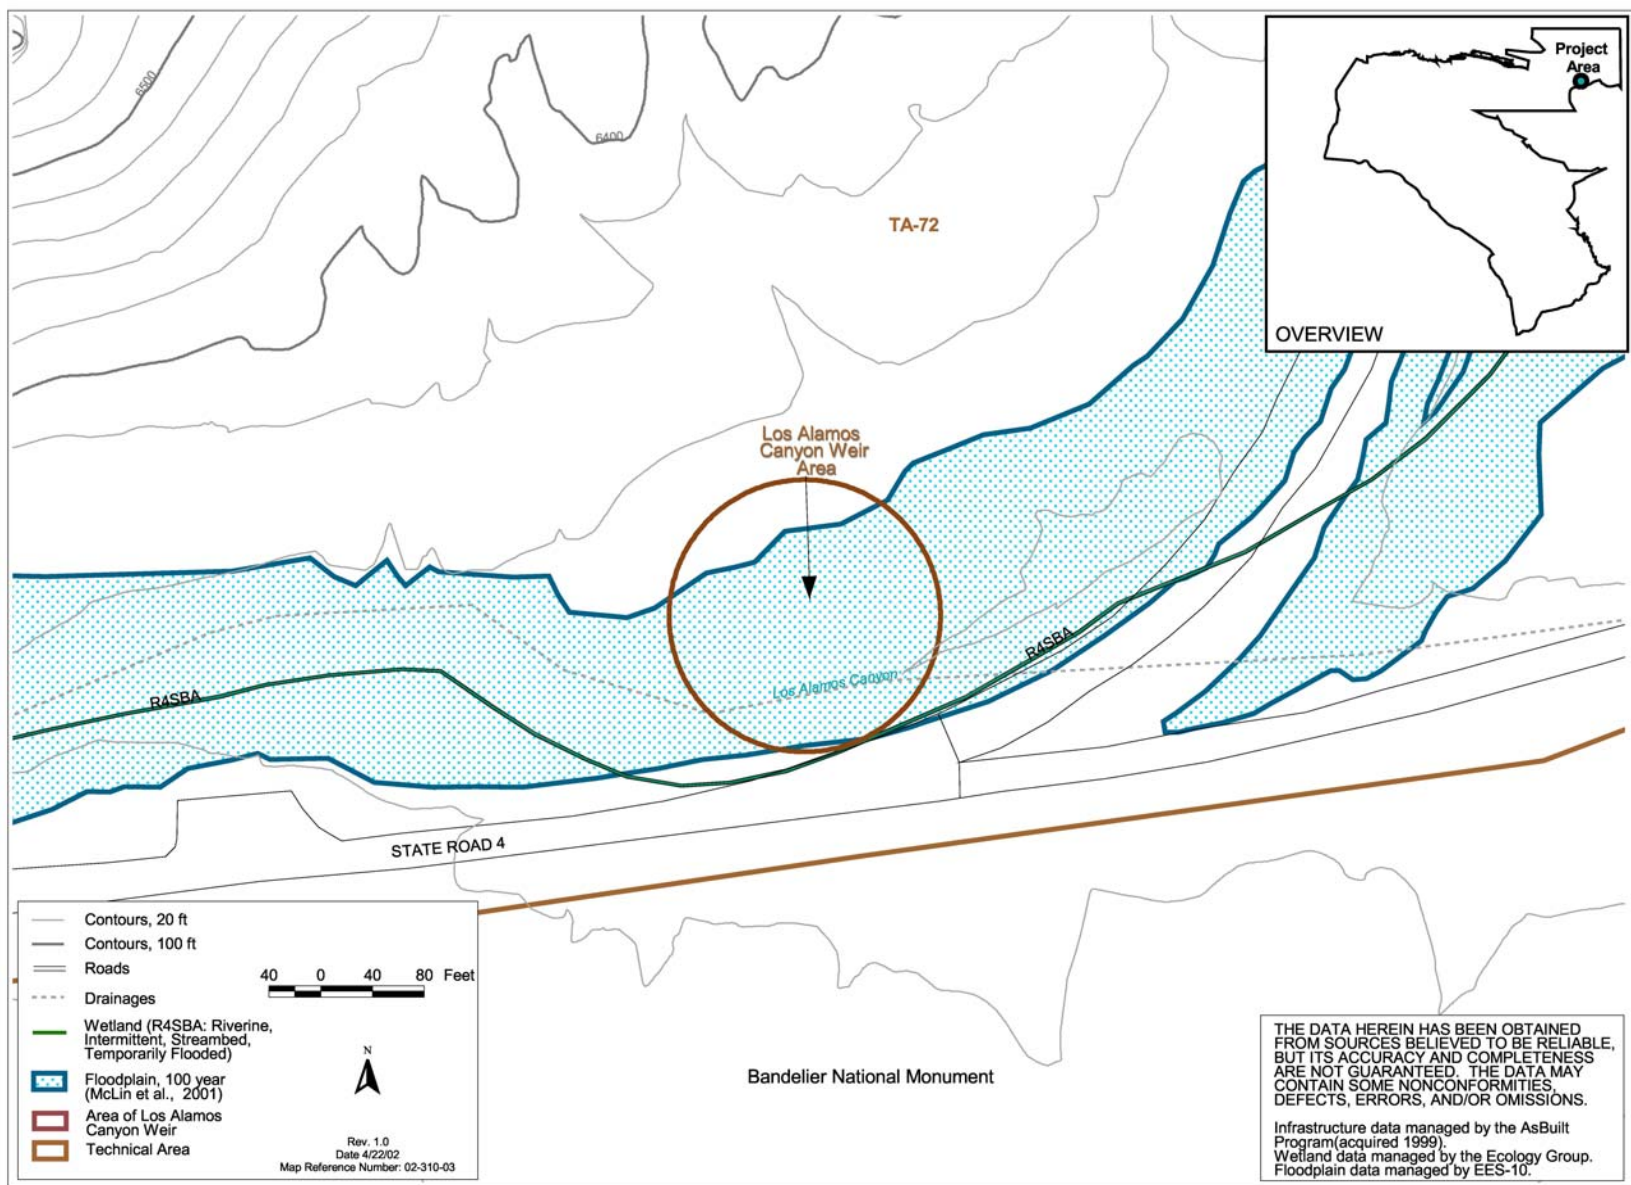 6500
6400
TA-72
Project
Area
OVERVIEW
Los Alamos
Canyon Weir
Area
R4SBA
R4SBA
Los Alamos Canyon
STATE ROAD 4
Contours, 20 ft
Contours, 100 ft
Roads
Drainages
Wetland (R4SBA: Riverine,
Intermittent, Streambed,
Temporarily Flooded)
Floodplain, 100 year
(McLin et al., 2001)
Area of Los Alamos
Canyon Weir
Technical Area
40 0 40 80 Feet
N
Rev. 1.0
Date 4/22/02
Map Reference Number: 02-310-03
Bandelier National Monument
THE DATA HEREIN HAS BEEN OBTAINED
FROM SOURCES BELIEVED TO BE RELIABLE,
BUT ITS ACCURACY AND COMPLETENESS
ARE NOT GUARANTEED. THE DATA MAY
CONTAIN SOME NONCONFORMITIES,
DEFECTS, ERRORS, AND/OR OMISSIONS.
Infrastructure data managed by the AsBuilt
Program(acquired 1999).
Wetland data managed by the Ecology Group.
Floodplain data managed by EES-10.